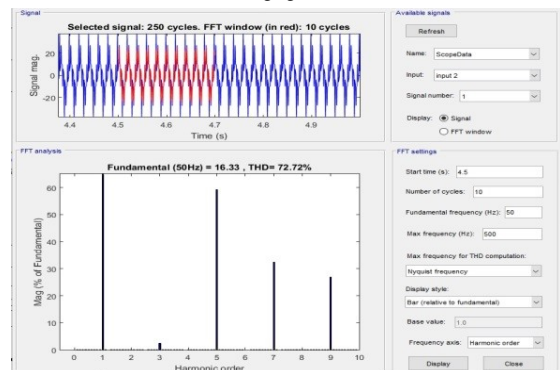 Signal
Selected signal: 250 cycles. FFT window (in red): 10 cycles
Signal mag.
20
0
-20
4.4 4.5 4.6 4.7 4.8 4.9
Time (s)
FFT analysis
Fundamental (50Hz) = 16.33 , THD= 72.72%
Mag (% of Fundamental)
60
50
40
30
20
10
0
0 1 2 3 4 5 6 7 8 9 10
Harmonic order
Available signals
Refresh
Name: ScopeData
Input: input 2
Signal number: 1
Display: Signal
FFT window
FFT settings
Start time (s): 4.5
Number of cycles: 10
Fundamental frequency (Hz): 50
Max frequency (Hz): 500
Max frequency for THD computation:
Nyquist frequency
Display style:
Bar (relative to fundamental)
Base value: 1.0
Frequency axis: Harmonic order
Display Close